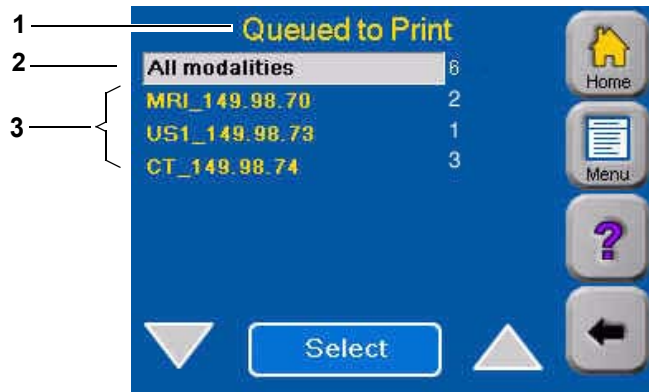 1
Queued to Print
2
All modalities 6
3
MRI_149.98.70 2
US1_149.98.73 1
CT_149.98.74 3
Home
Menu
?
Select